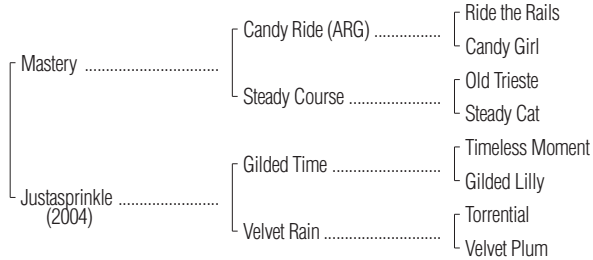 Ride the Rails
Candy Ride (ARG) ................
Candy Girl
Mastery ................................
Old Trieste
Steady Course ......................
Steady Cat
Timeless Moment
Gilded Time ..........................
Gilded Lilly
Justasprinkle ........................
(2004)
Torrential
Velvet Rain ............................
Velvet Plum